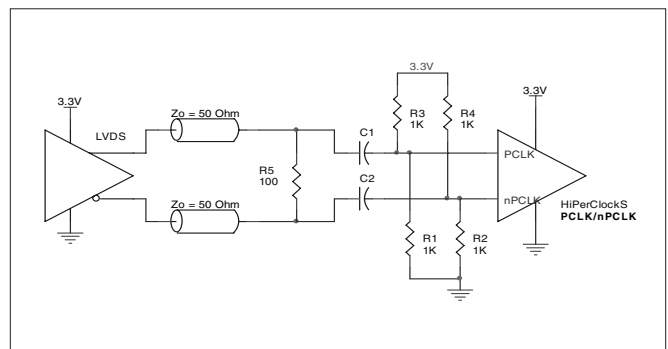 3.3V
R3
1K
R4
1K
3.3V
3.3V
Zo = 50 Ohm
LVDS
C1
PCLK
R5
100
C2
Zo = 50 Ohm
nPCLK
HiPerClockS
PCLK/nPCLK
R1
1K
R2
1K